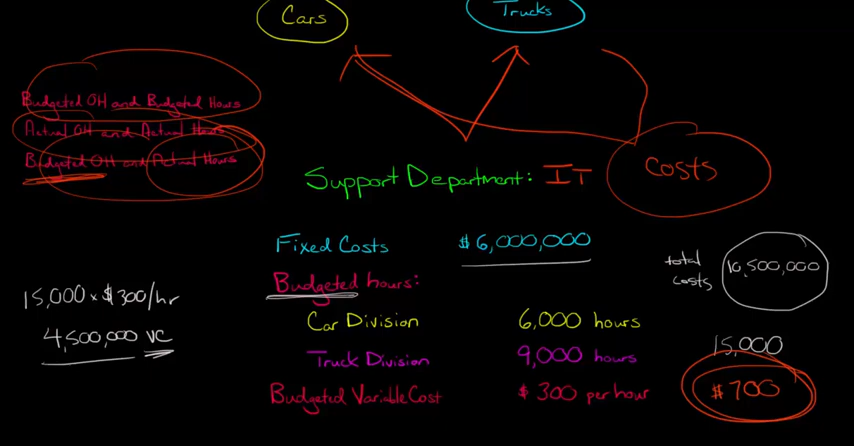 Cars
Trucks
Budgeted OH and Budgeted Hours
Actual OH and Actual Hours
Budgeted OH and Actual Hours
Support Department: IT
Costs
Fixed Costs $6,000,000
Budgeted hours:
Car Division 6,000 hours
Truck Division 9,000 hours
Budgeted Variable Cost $300 per hour
15,000 x $300/hr
4,500,000 VC
total costs 10,500,000
15,000
$700